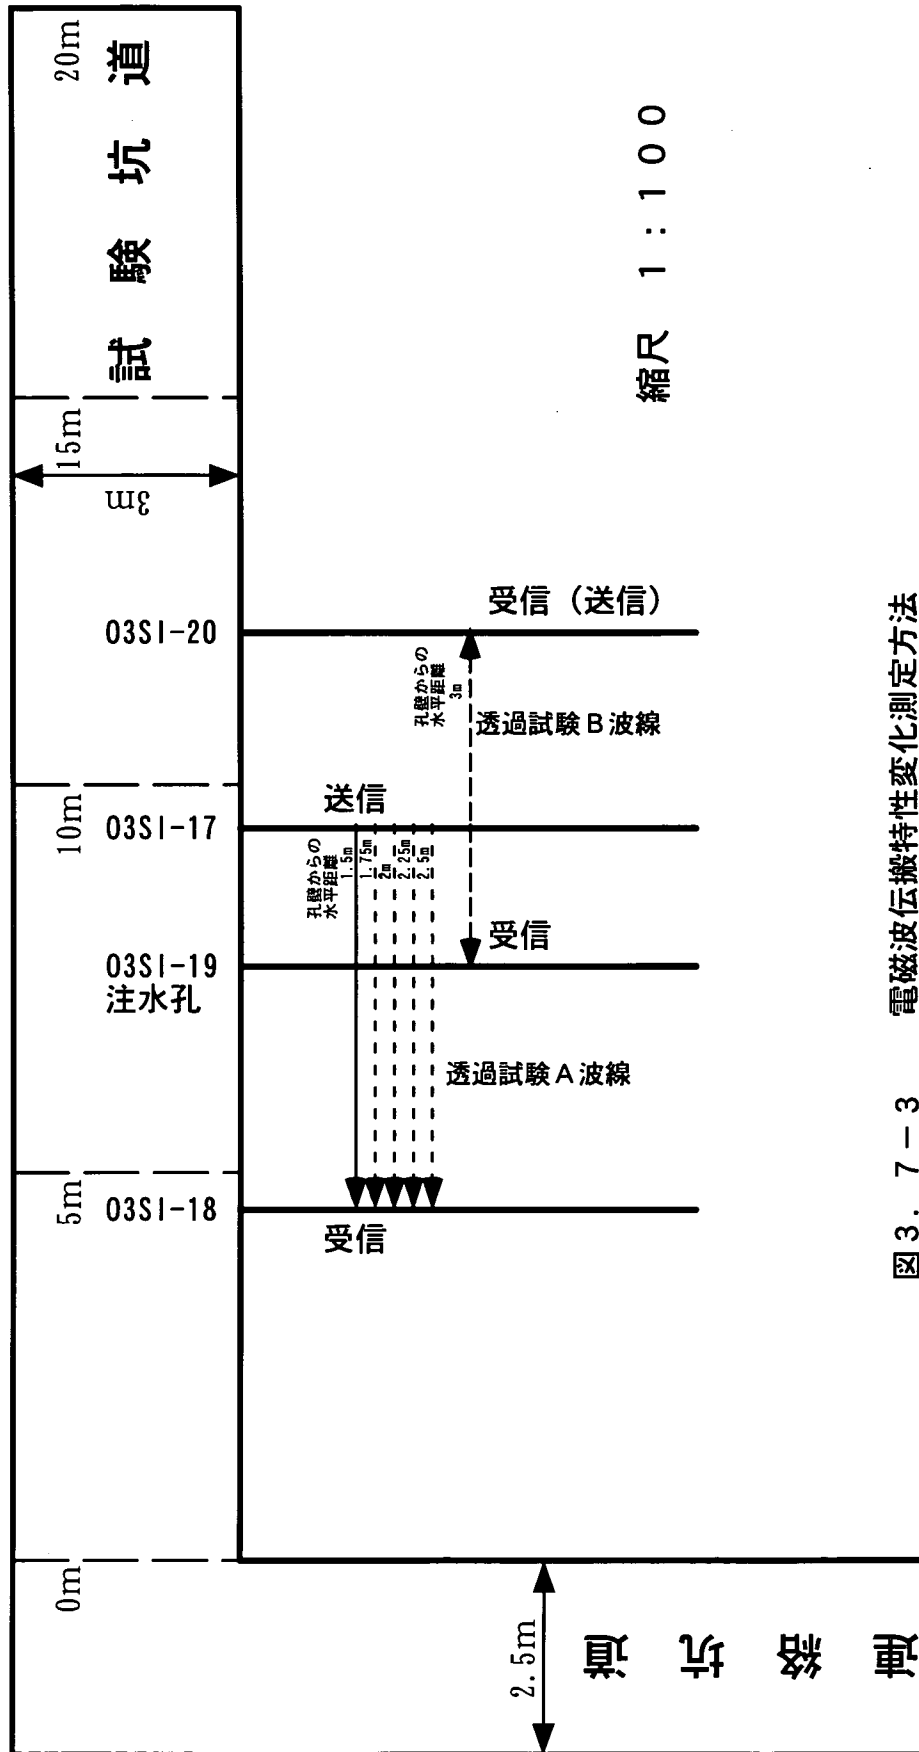 試験坑道
20m
15m
3m
10m
5m
0m
03SI-20
03SI-17
03SI-19
注水孔
03SI-18
受信（送信）
孔壁からの
水平距離
3m
透過試験B波線
送信
孔壁からの
水平距離
1.5m
1.75m
2m
2.25m
2.5m
受信
透過試験A波線
受信
縮尺 1:100
2.5m
連絡坑道
図3. 7－3 電磁波伝搬特性変化測定方法